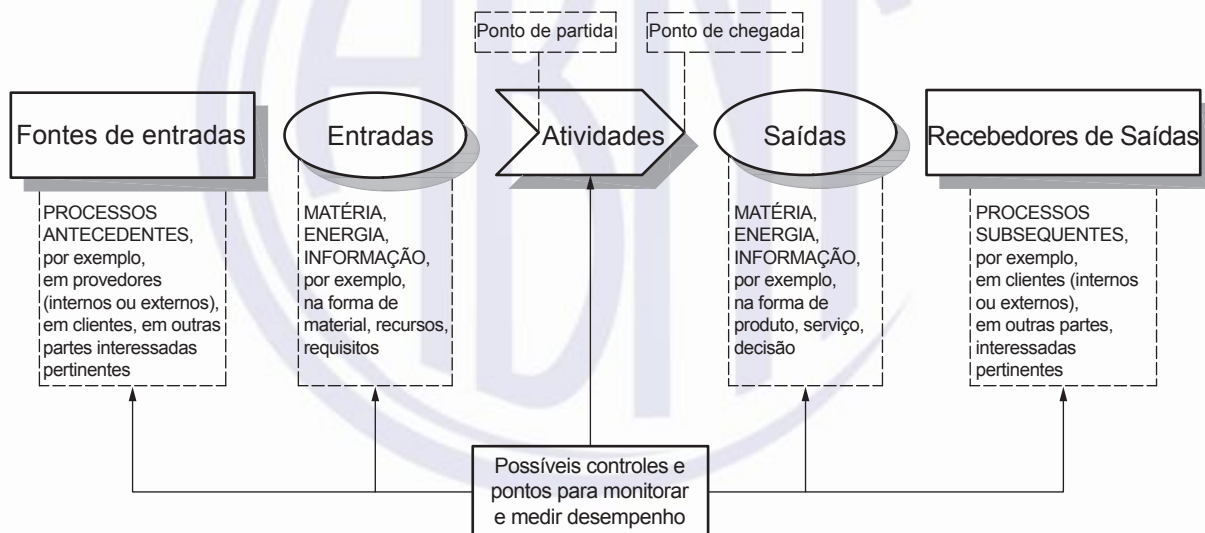 Ponto de partida
Ponto de chegada
Fontes de entradas
Entradas
Atividades
Saídas
Recebedores de Saídas
PROCESSOS
ANTECEDENTES,
por exemplo,
em provedores
(internos ou externos),
em clientes, em outras
partes interessadas
pertinentes
MATÉRIA,
ENERGIA,
INFORMAÇÃO,
por exemplo,
na forma de
material, recursos,
requisitos
MATÉRIA,
ENERGIA,
INFORMAÇÃO,
por exemplo,
na forma de
produto, serviço,
decisão
PROCESSOS
SUBSEQUENTES,
por exemplo,
em clientes (internos
ou externos),
em outras partes,
interessadas
pertinentes
Possíveis controles e
pontos para monitorar
e medir desempenho
ABNT